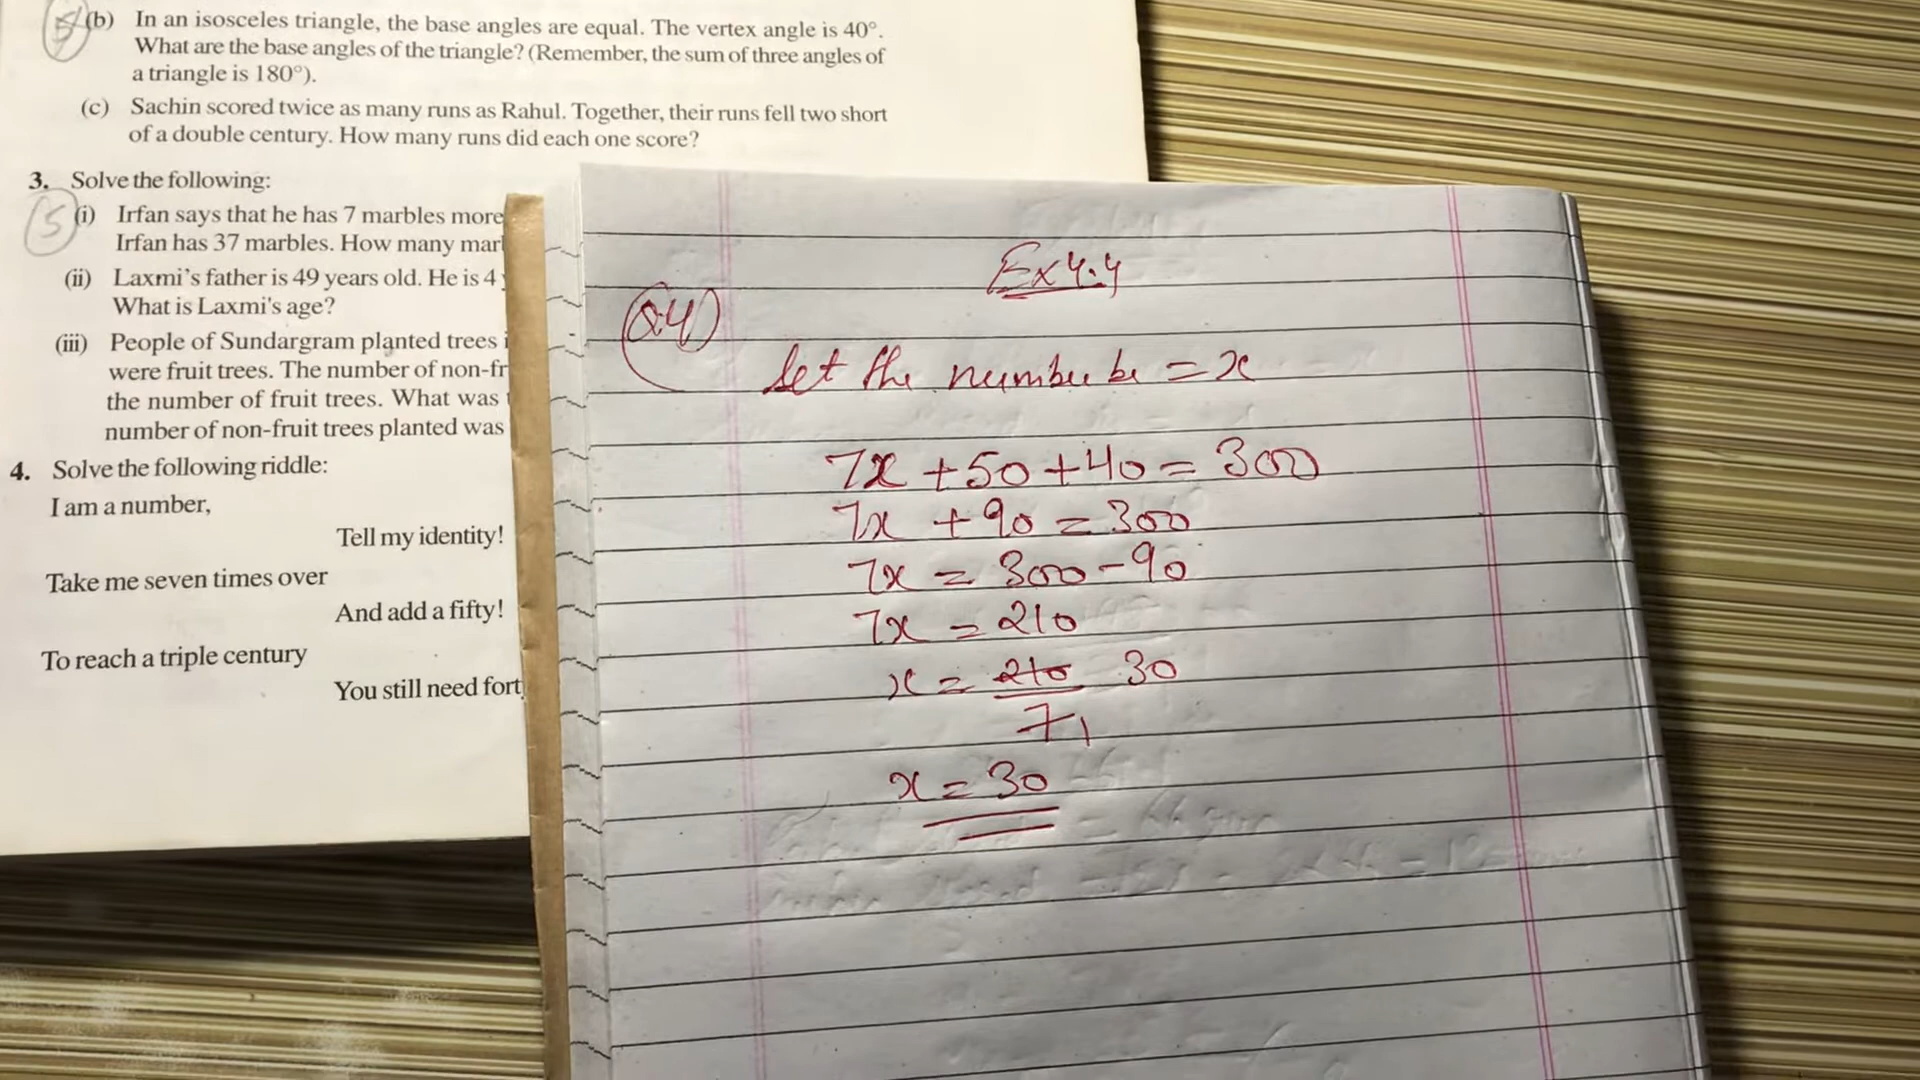 (b) In an isosceles triangle, the base angles are equal. The vertex angle is 40°.
What are the base angles of the triangle? (Remember, the sum of three angles of
a triangle is 180°).
(c) Sachin scored twice as many runs as Rahul. Together, their runs fell two short
of a double century. How many runs did each one score?
3. Solve the following:
5 (i) Irfan says that he has 7 marbles more
Irfan has 37 marbles. How many mar
(ii) Laxmi's father is 49 years old. He is 4
What is Laxmi's age?
(iii) People of Sundargram planted trees i
were fruit trees. The number of non-fr
the number of fruit trees. What was
number of non-fruit trees planted was
4. Solve the following riddle:
I am a number,
Tell my identity!
Take me seven times over
And add a fifty!
To reach a triple century
You still need fort
Ex 4.4
Q.4)
Let the number be = x
7x + 50 + 40 = 300
7x + 90 = 300
7x = 300 - 90
7x = 210
x = 210 30
7 1
x = 30